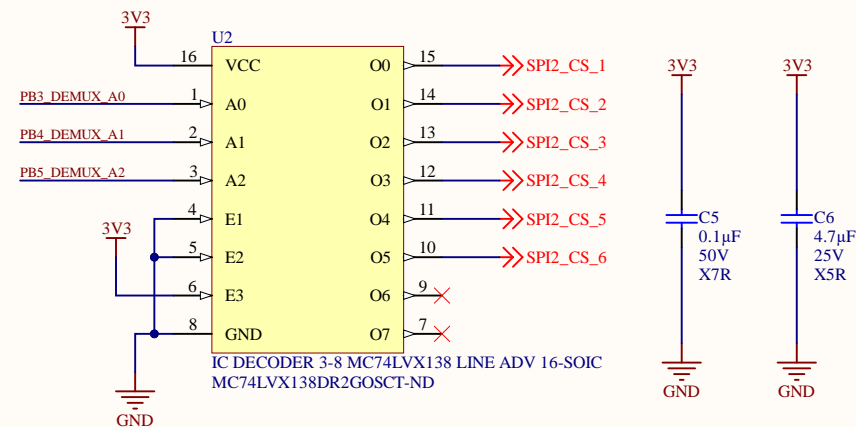 3V3
U2
16 VCC O0 15 SPI2_CS_1
PB3_DEMUX_A0 1 A0 O1 14 SPI2_CS_2
PB4_DEMUX_A1 2 A1 O2 13 SPI2_CS_3
PB5_DEMUX_A2 3 A2 O3 12 SPI2_CS_4
4 E1 O4 11 SPI2_CS_5
3V3
5 E2 O5 10 SPI2_CS_6
6 E3 O6 9
8 GND O7 7
IC DECODER 3-8 MC74LVX138 LINE ADV 16-SOIC
MC74LVX138DR2GOSCT-ND
GND
3V3
C5
0.1µF
50V
X7R
GND
3V3
C6
4.7µF
25V
X5R
GND